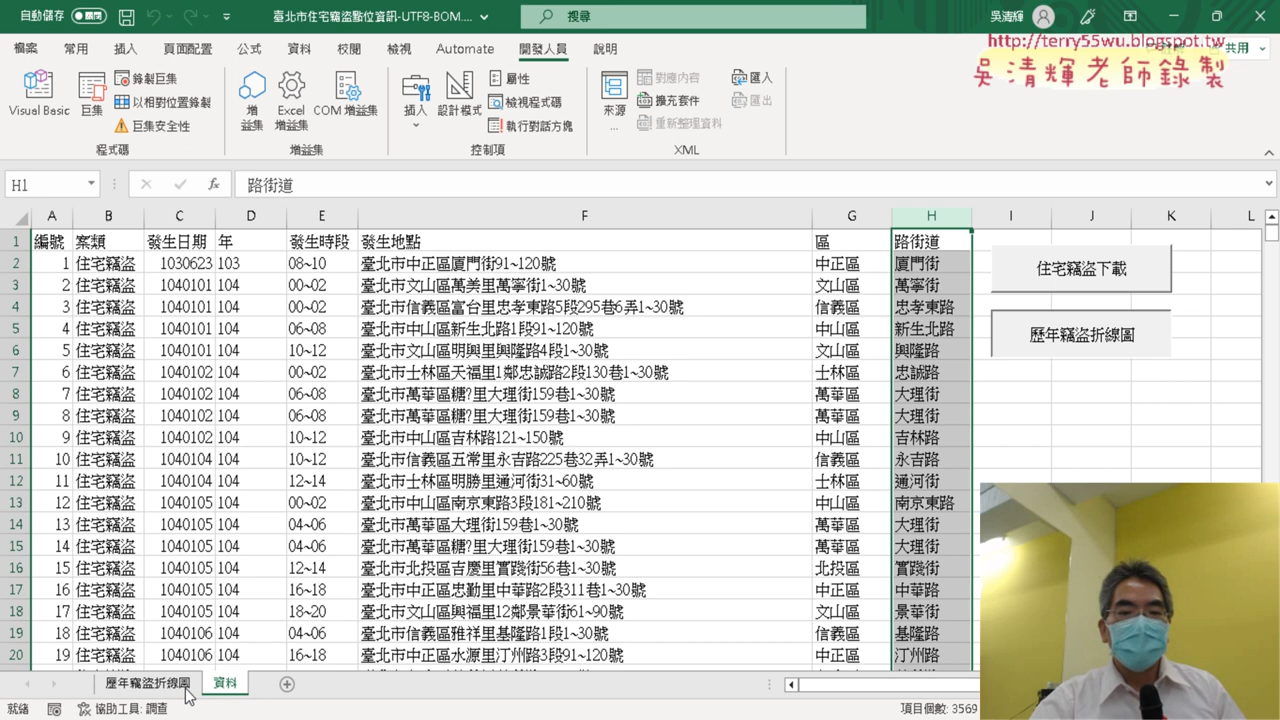 自動儲存 關閉 臺北市住宅竊盜點位資訊-UTF8-BOM.... 搜尋 吳清輝
檔案 常用 插入 頁面配置 公式 資料 校閱 檢視 Automate 開發人員 說明 共用
http://terry55wu.blogspot.tw
吳清輝老師錄製
Visual Basic 巨集 錄製巨集 以相對位置錄製 巨集安全性 程式碼
增益集 Excel 增益集 COM 增益集 增益集
插入 設計模式 屬性 檢視程式碼 執行對話方塊 控制項
來源 ... 對應內容 擴充套件 重新整理資料 匯入 匯出 XML
H1 fx 路街道
A B C D E F G H I J K L
1 編號 案類 發生日期 年 發生時段 發生地點 區 路街道
2 1 住宅竊盜 1030623 103 08~10 臺北市中正區廈門街91~120號 中正區 廈門街
3 2 住宅竊盜 1040101 104 00~02 臺北市文山區萬美里萬寧街1~30號 文山區 萬寧街
4 3 住宅竊盜 1040101 104 00~02 臺北市信義區富台里忠孝東路5段295巷6弄1~30號 信義區 忠孝東路
5 4 住宅竊盜 1040101 104 06~08 臺北市中山區新生北路1段91~120號 中山區 新生北路
6 5 住宅竊盜 1040101 104 10~12 臺北市文山區明興里興隆路4段1~30號 文山區 興隆路
7 6 住宅竊盜 1040102 104 00~02 臺北市士林區天福里1鄰忠誠路2段130巷1~30號 士林區 忠誠路
8 7 住宅竊盜 1040102 104 06~08 臺北市萬華區糖?里大理街159巷1~30號 萬華區 大理街
9 8 住宅竊盜 1040102 104 06~08 臺北市萬華區糖?里大理街159巷1~30號 萬華區 大理街
10 9 住宅竊盜 1040102 104 10~12 臺北市中山區吉林路121~150號 中山區 吉林路
11 10 住宅竊盜 1040102 104 10~12 臺北市信義區五常里永吉路225巷32弄1~30號 信義區 永吉路
12 11 住宅竊盜 1040104 104 12~14 臺北市士林區明勝里通河街31~60號 士林區 通河街
13 12 住宅竊盜 1040105 104 00~02 臺北市中山區南京東路3段181~210號 中山區 南京東路
14 13 住宅竊盜 1040105 104 04~06 臺北市萬華區大理街159巷1~30號 萬華區 大理街
15 14 住宅竊盜 1040105 104 04~06 臺北市萬華區糖?里大理街159巷1~30號 萬華區 大理街
16 15 住宅竊盜 1040105 104 12~14 臺北市北投區吉慶里實踐街56巷1~30號 北投區 實踐街
17 16 住宅竊盜 1040105 104 16~18 臺北市中正區忠勤里中華路2段311巷1~30號 中正區 中華路
18 17 住宅竊盜 1040105 104 18~20 臺北市文山區興福里12鄰景華街61~90號 文山區 景華街
19 18 住宅竊盜 1040106 104 04~06 臺北市信義區雅祥里基隆路1段1~30號 信義區 基隆路
20 19 住宅竊盜 1040106 104 16~18 臺北市中正區水源里汀州路3段91~120號 中正區 汀州路
住宅竊盜下載
歷年竊盜折線圖
歷年竊盜折線圖 資料
就緒 協助工具: 調查 項目個數: 3569